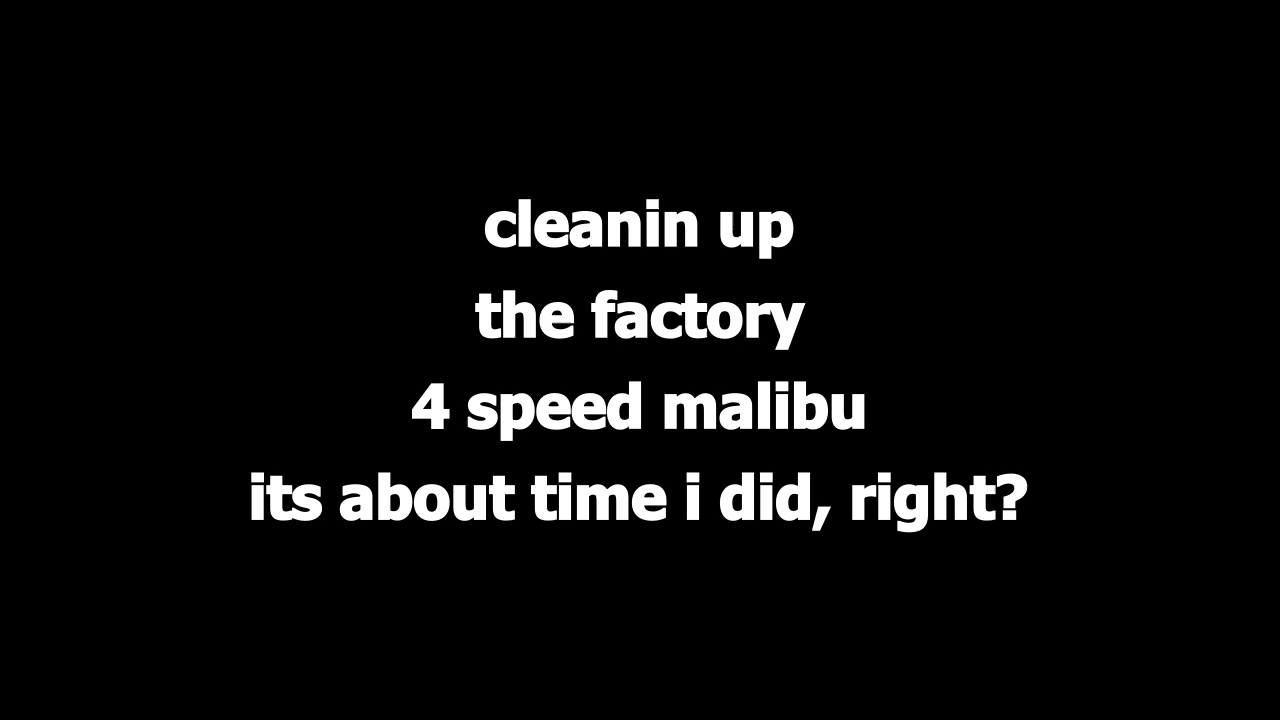 cleanin up
the factory
4 speed malibu
its about time i did, right?